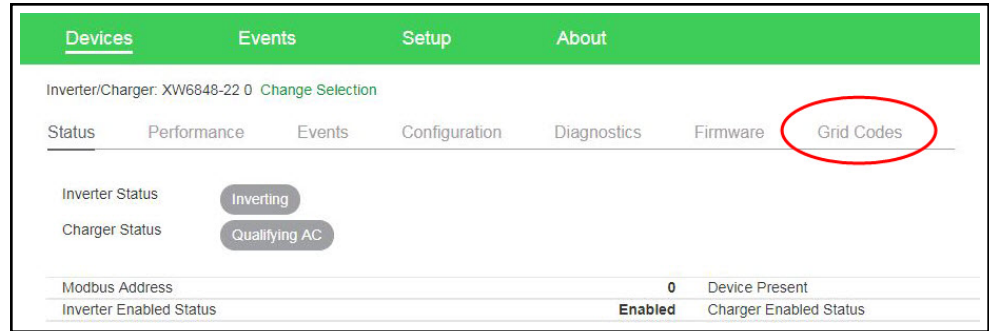 Devices Events Setup About
Inverter/Charger: XW6848-22 0 Change Selection
Status Performance Events Configuration Diagnostics Firmware Grid Codes
Inverter Status Inverting
Charger Status Qualifying AC
Modbus Address 0 Device Present
Inverter Enabled Status Enabled Charger Enabled Status